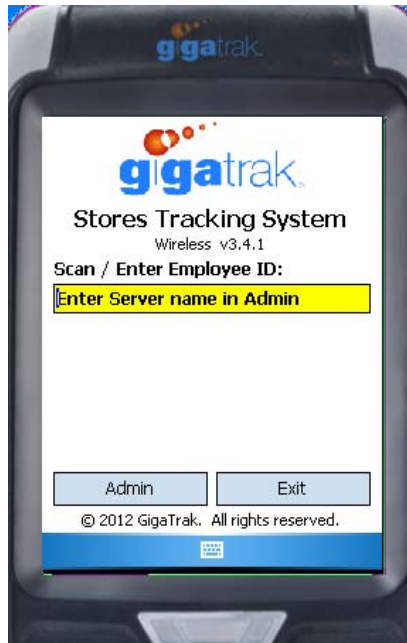 gigatrak
gigatrak
Stores Tracking System
Wireless v3.4.1
Scan / Enter Employee ID:
Enter Server name in Admin
Admin Exit
© 2012 GigaTrak. All rights reserved.